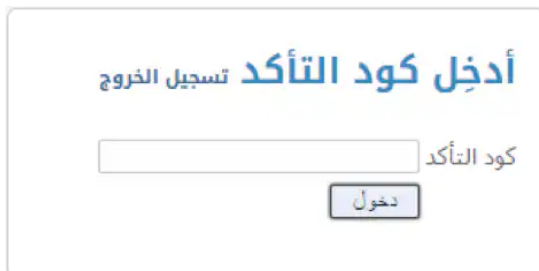 أدخِل كود التأكد تسجيل الخروج
كود التأكد
دخول